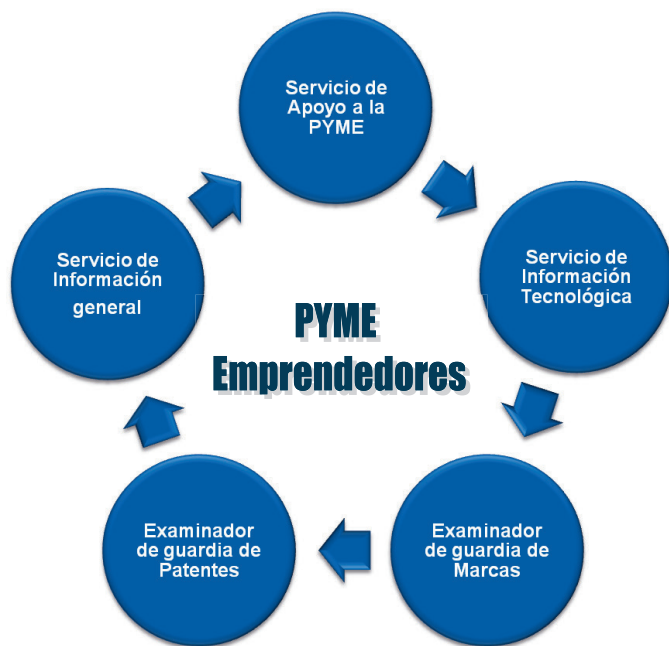 Servicio de
Apoyo a la
PYME
Servicio de
Información
Tecnológica
Examinador
de guardia de
Marcas
Examinador
de guardia de
Patentes
Servicio de
Información
general
PYME
Emprendedores